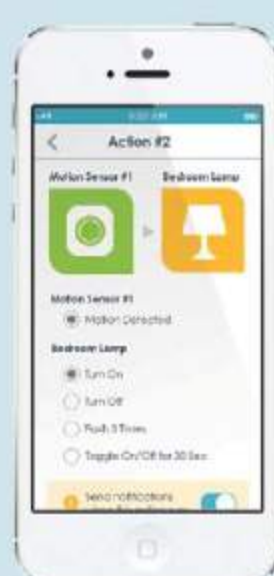 Action #2
Motion Sensor #1 Bedroom Lamp
Motion Sensor #1
Motion Detected
Bedroom Lamp
Turn On
Turn Off
Flash 3 Times
Toggle On/Off for 30 Sec
Send notifications